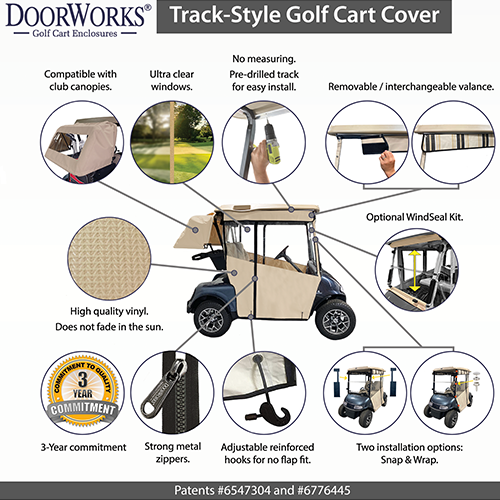 DOORWORKS®
Golf Cart Enclosures
Track-Style Golf Cart Cover
Compatible with
club canopies.
Ultra clear
windows.
No measuring.
Pre-drilled track
for easy install.
Removable / interchangeable valance.
Optional WindSeal Kit.
High quality vinyl.
Does not fade in the sun.
COMMITMENT TO QUALITY
3
YEAR
COMMITMENT
3-Year commitment
Strong metal
zippers.
Adjustable reinforced
hooks for no flap fit.
Two installation options:
Snap & Wrap.
Patents #6547304 and #6776445